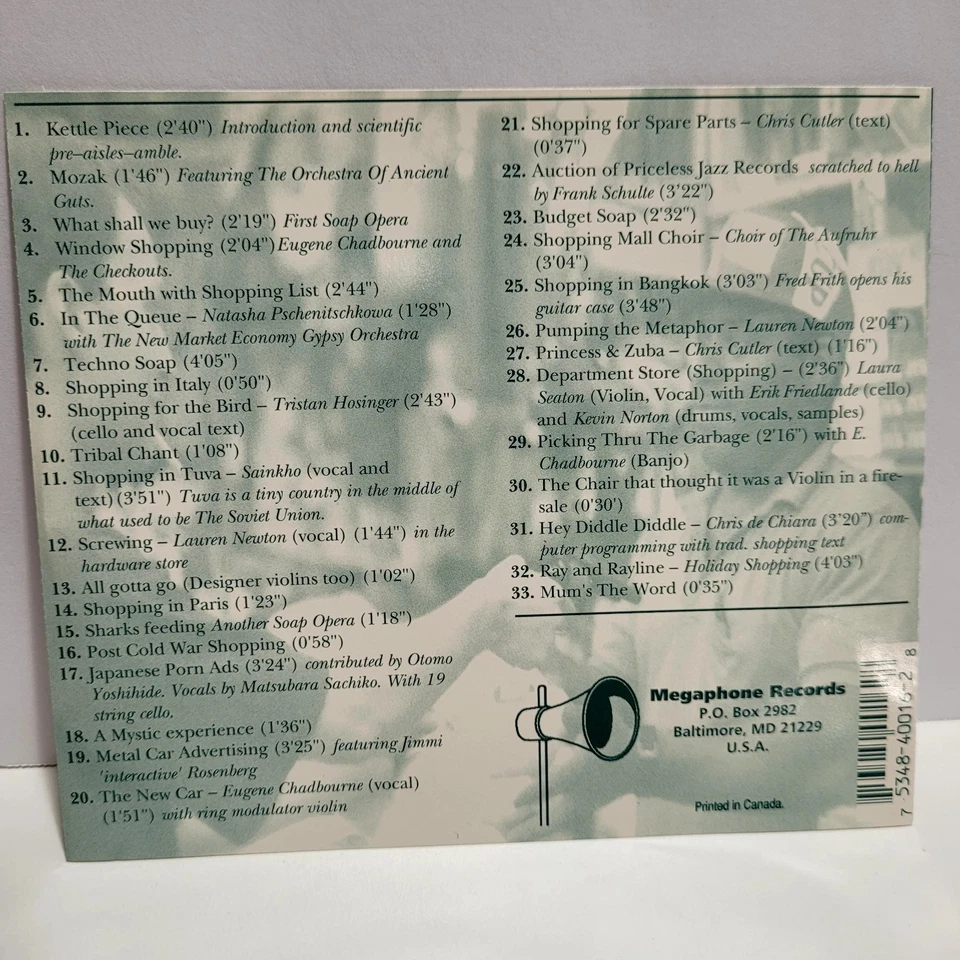 1. Kettle Piece (2'40") Introduction and scientific
pre–aisles–amble.
2. Mozak (1'46") Featuring The Orchestra Of Ancient
Guts.
3. What shall we buy? (2'19") First Soap Opera
4. Window Shopping (2'04") Eugene Chadbourne and
The Checkouts.
5. The Mouth with Shopping List (2'44")
6. In The Queue – Natasha Pschenitschkowa (1'28")
with The New Market Economy Gypsy Orchestra
7. Techno Soap (4'05")
8. Shopping in Italy (0'50")
9. Shopping for the Bird – Tristan Hosinger (2'43")
(cello and vocal text)
10. Tribal Chant (1'08")
11. Shopping in Tuva – Sainkho (vocal and
text) (3'51") Tuva is a tiny country in the middle of
what used to be The Soviet Union.
12. Screwing – Lauren Newton (vocal) (1'44") in the
hardware store
13. All gotta go (Designer violins too) (1'02")
14. Shopping in Paris (1'23")
15. Sharks feeding Another Soap Opera (1'18")
16. Post Cold War Shopping (0'58")
17. Japanese Porn Ads (3'24") contributed by Otomo
Yoshihide. Vocals by Matsubara Sachiko. With 19
string cello.
18. A Mystic experience (1'36")
19. Metal Car Advertising (3'25") featuring Jimmi
'interactive' Rosenberg
20. The New Car – Eugene Chadbourne (vocal)
(1'51") with ring modulator violin
21. Shopping for Spare Parts – Chris Cutler (text)
(0'37")
22. Auction of Priceless Jazz Records scratched to hell
by Frank Schulte (3'22")
23. Budget Soap (2'32")
24. Shopping Mall Choir – Choir of The Aufruhr
(3'04")
25. Shopping in Bangkok (3'03") Fred Frith opens his
guitar case (3'48")
26. Pumping the Metaphor – Lauren Newton (2'04")
27. Princess & Zuba – Chris Cutler (text) (1'16")
28. Department Store (Shopping) – (2'36") Laura
Seaton (Violin, Vocal) with Erik Friedlande (cello)
and Kevin Norton (drums, vocals, samples)
29. Picking Thru The Garbage (2'16") with E.
Chadbourne (Banjo)
30. The Chair that thought it was a Violin in a fire-
sale (0'30')
31. Hey Diddle Diddle – Chris de Chiara (3'20") com-
puter programming with trad. shopping text
32. Ray and Rayline – Holiday Shopping (4'03")
33. Mum's The Word (0'35")
Megaphone Records
P.O. Box 2982
Baltimore, MD 21229
U.S.A.
Printed in Canada.
7 5348-40016-2 8